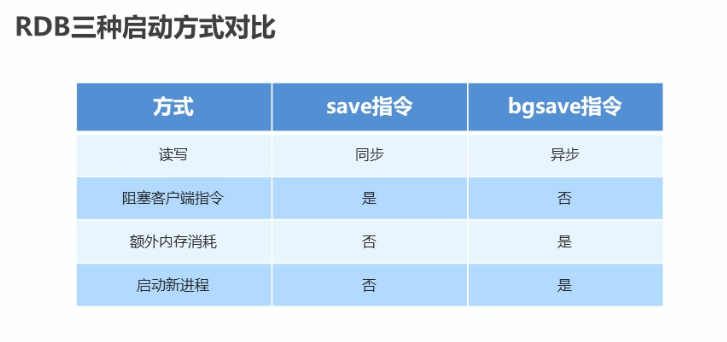 RDB三种启动方式对比
方式 save指令 bgsave指令
读写 同步 异步
阻塞客户端指令 是 否
额外内存消耗 否 是
启动新进程 否 是